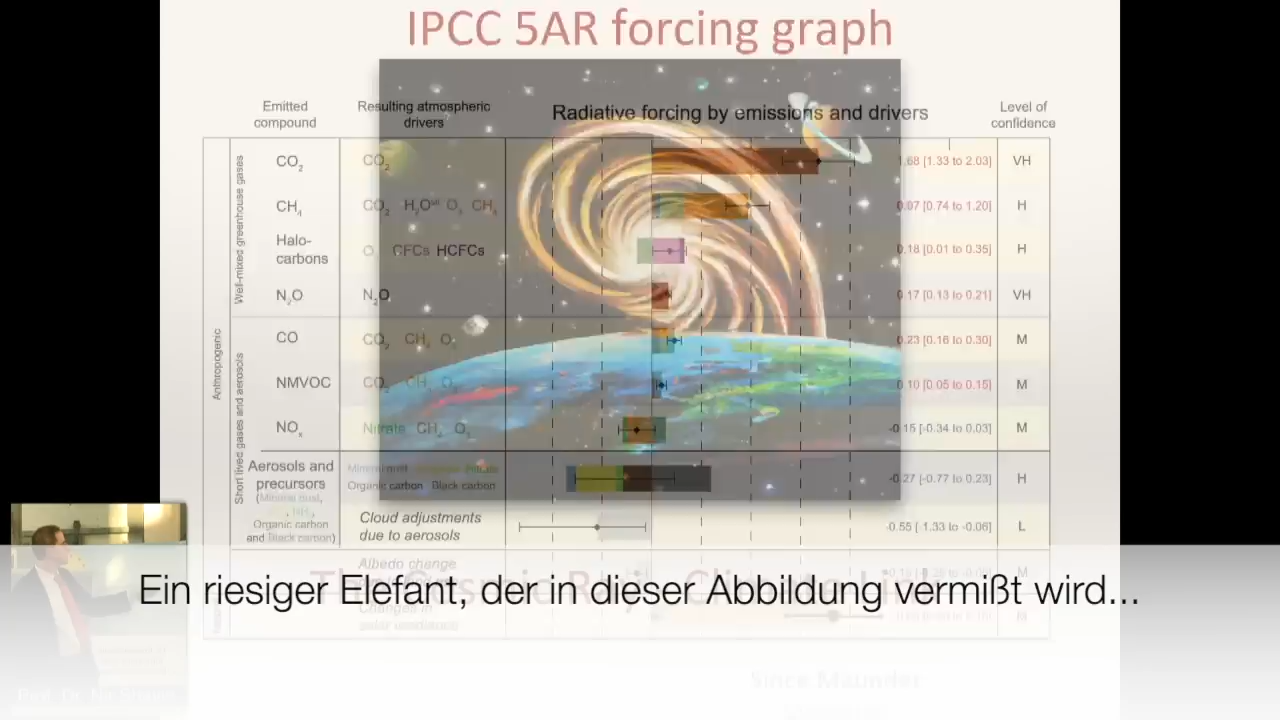 IPCC 5AR forcing graph
Emitted compound
Resulting atmospheric drivers
Radiative forcing by emissions and drivers
Level of confidence
Anthropogenic
Well-mixed greenhouse gases
Short lived gases and aerosols
CO₂ CO₂ 1.68 [1.33 to 2.03] VH
CH₄ CO₂ H₂Oˢᵗʳ O₃ CH₄ 0.97 [0.74 to 1.20] H
Halo-carbons O₃ CFCs HCFCs 0.18 [0.01 to 0.35] H
N₂O N₂O 0.17 [0.13 to 0.21] VH
CO CO₂ CH₄ O₃ 0.23 [0.16 to 0.30] M
NMVOC CO₂ CH₄ O₃ 0.10 [0.05 to 0.15] M
NOₓ Nitrate CH₄ O₃ -0.15 [-0.34 to 0.03] M
Aerosols and precursors
(Mineral dust,
Organic carbon
and Black carbon)
Mineral dust Nitrate
Organic carbon Black carbon
-0.27 [-0.77 to 0.23] H
Cloud adjustments
due to aerosols
-0.55 [-1.33 to -0.06] L
Albedo change
M
Changes in
solar irradiance
Ein riesiger Elefant, der in dieser Abbildung vermißt wird...
Since Maunder